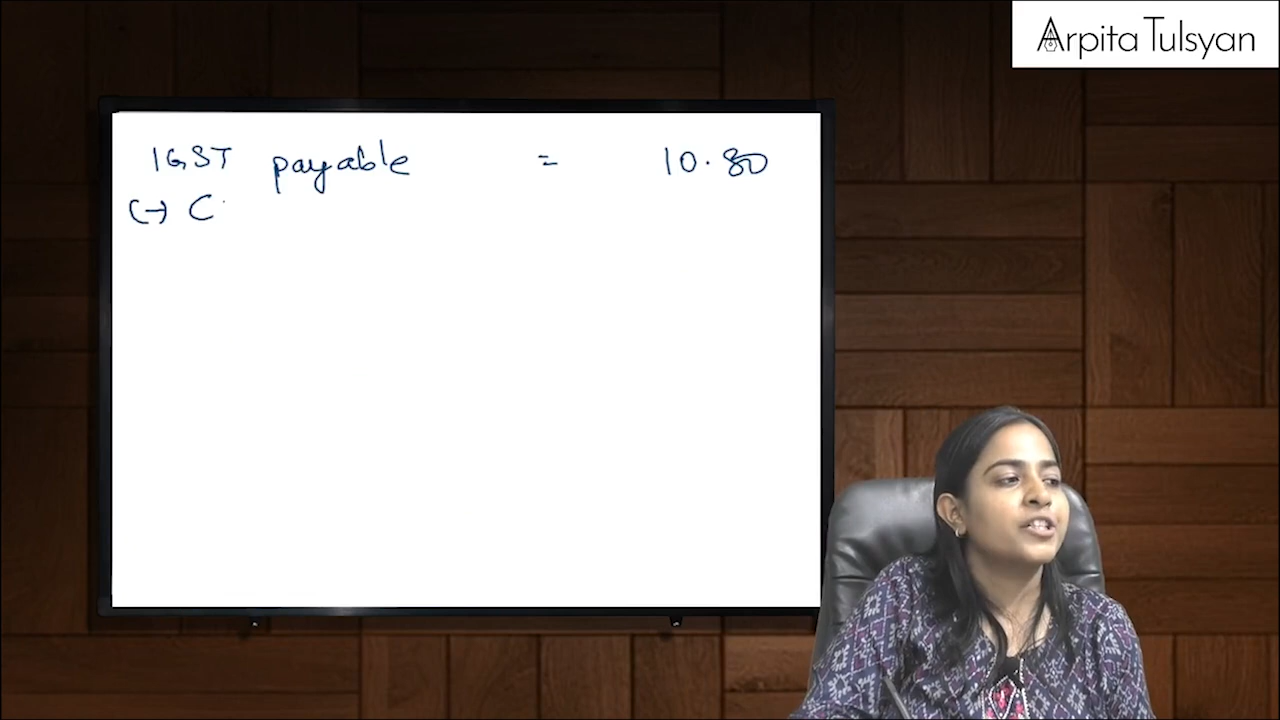 Arpita Tulsyan
IGST payable = 10.80
(-) C